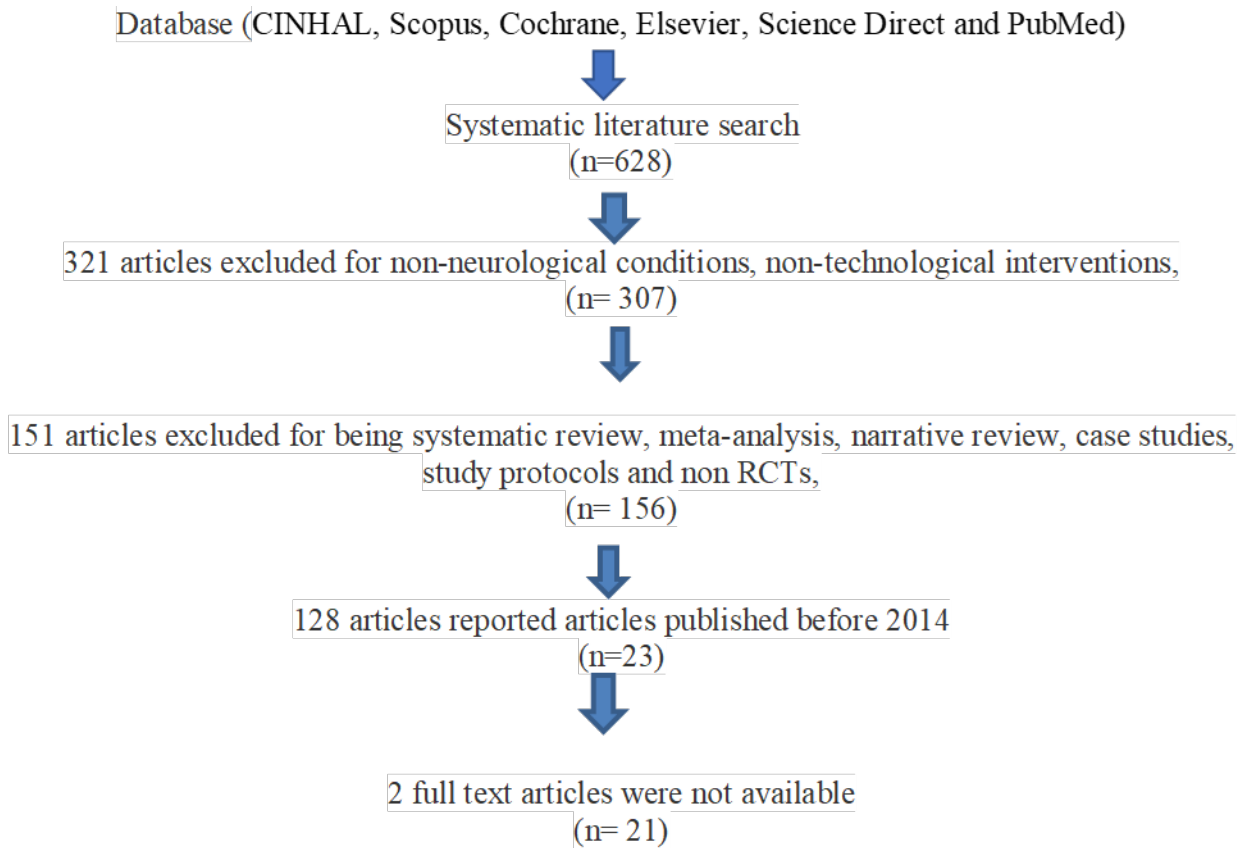 Database (CINHAL, Scopus, Cochrane, Elsevier, Science Direct and PubMed)
Systematic literature search
(n=628)
321 articles excluded for non-neurological conditions, non-technological interventions,
(n= 307)
151 articles excluded for being systematic review, meta-analysis, narrative review, case studies,
study protocols and non RCTs,
(n= 156)
128 articles reported articles published before 2014
(n=23)
2 full text articles were not available
(n= 21)